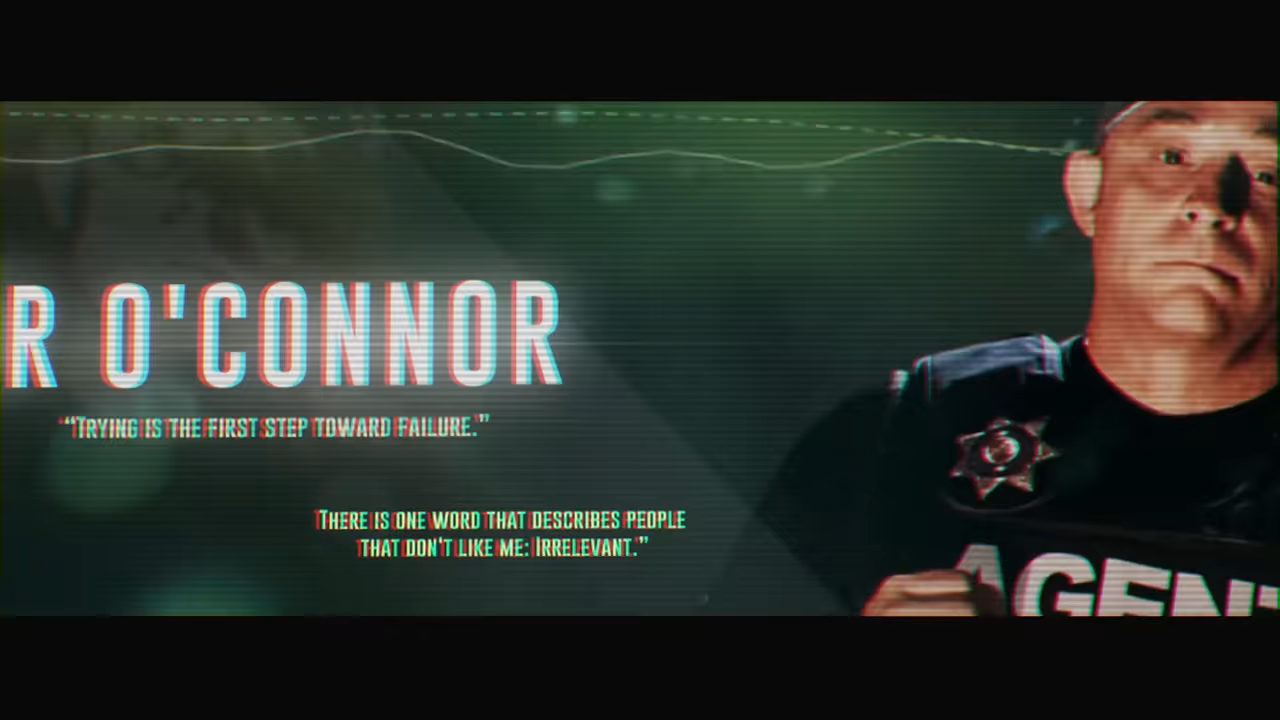 R O'CONNOR
“Trying is the first step toward failure.”
There is one word that describes people
that don't like me: Irrelevant.”
AGENT